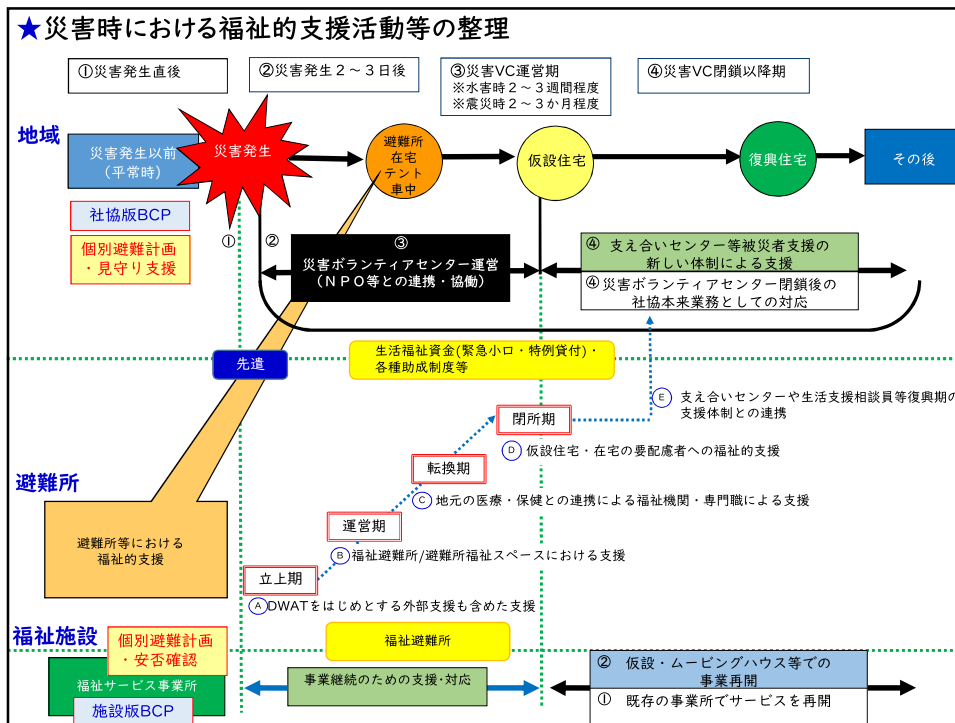 ★災害時における福祉的支援活動等の整理
①災害発生直後
②災害発生２～３日後
③災害VC運営期
※水害時２～３週間程度
※震災時２～３か月程度
④災害VC閉鎖以降期
地域
災害発生以前
（平常時）
災害発生
避難所
在宅
テント
車中
仮設住宅
復興住宅
その後
社協版BCP
個別避難計画
・見守り支援
①
②
③
災害ボランティアセンター運営
（ＮＰＯ等との連携・協働）
④ 支え合いセンター等被災者支援の
新しい体制による支援
④災害ボランティアセンター閉鎖後の
社協本来業務としての対応
先遣
生活福祉資金(緊急小口・特例貸付)・
各種助成制度等
Ⓔ 支え合いセンターや生活支援相談員等復興期の
支援体制との連携
閉所期
Ⓓ 仮設住宅・在宅の要配慮者への福祉的支援
転換期
Ⓒ 地元の医療・保健との連携による福祉機関・専門職による支援
避難所
避難所等における
福祉的支援
運営期
Ⓑ福祉避難所/避難所福祉スペースにおける支援
立上期
ⒶDWATをはじめとする外部支援も含めた支援
福祉施設
個別避難計画
・安否確認
福祉避難所
福祉サービス事業所
施設版BCP
事業継続のための支援・対応
② 仮設・ムービングハウス等での
事業再開
① 既存の事業所でサービスを再開